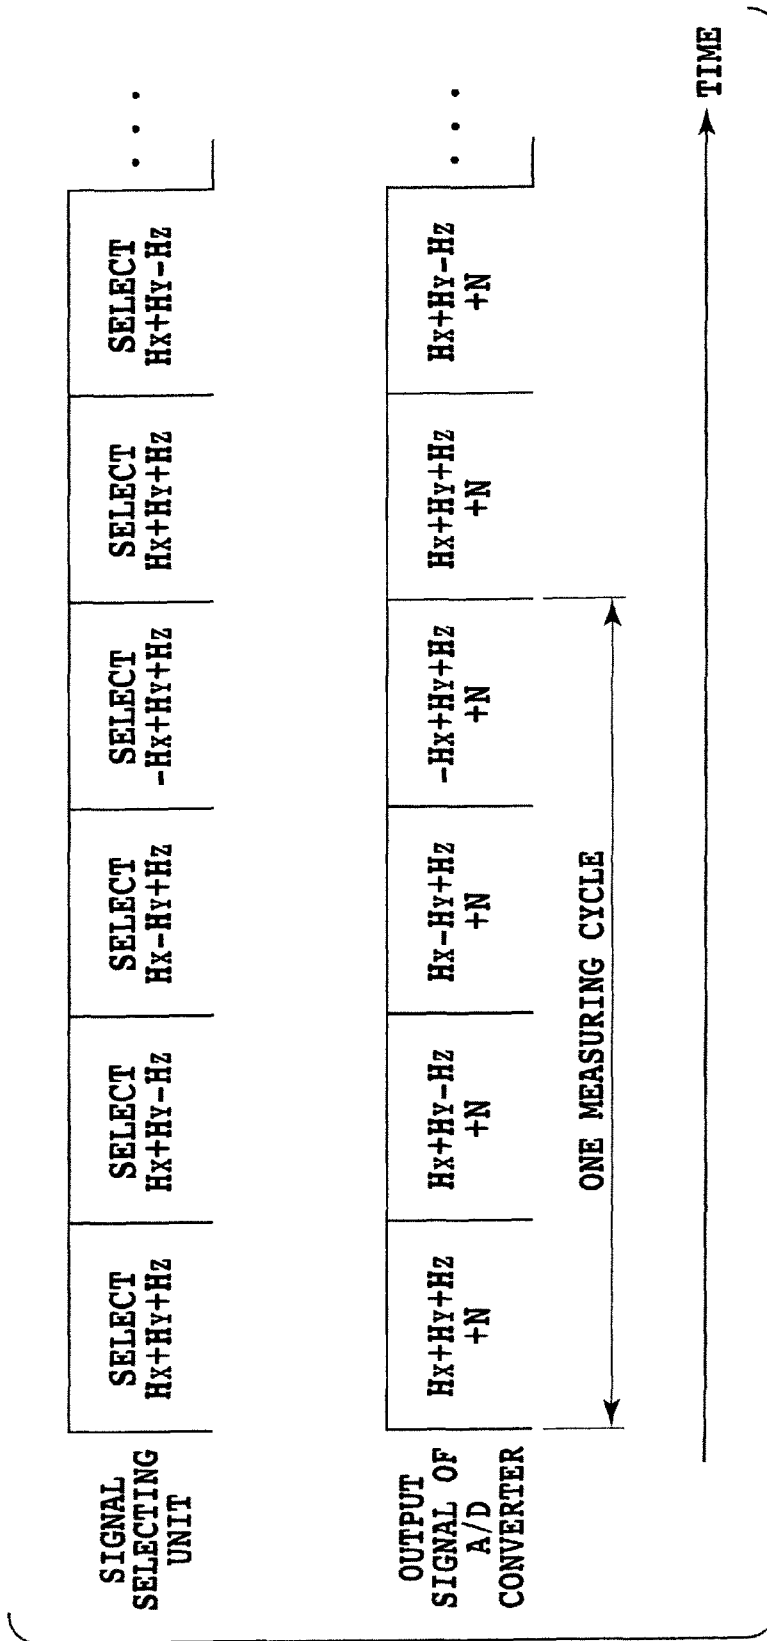 SIGNAL
SELECTING
UNIT
SELECT
Hx+Hy+Hz
SELECT
Hx+Hy-Hz
SELECT
Hx-Hy+Hz
SELECT
-Hx+Hy+Hz
SELECT
Hx+Hy+Hz
SELECT
Hx+Hy-Hz
...
OUTPUT
SIGNAL OF
A/D
CONVERTER
Hx+Hy+Hz
+N
Hx+Hy-Hz
+N
Hx-Hy+Hz
+N
-Hx+Hy+Hz
+N
Hx+Hy+Hz
+N
Hx+Hy-Hz
+N
...
ONE MEASURING CYCLE
TIME